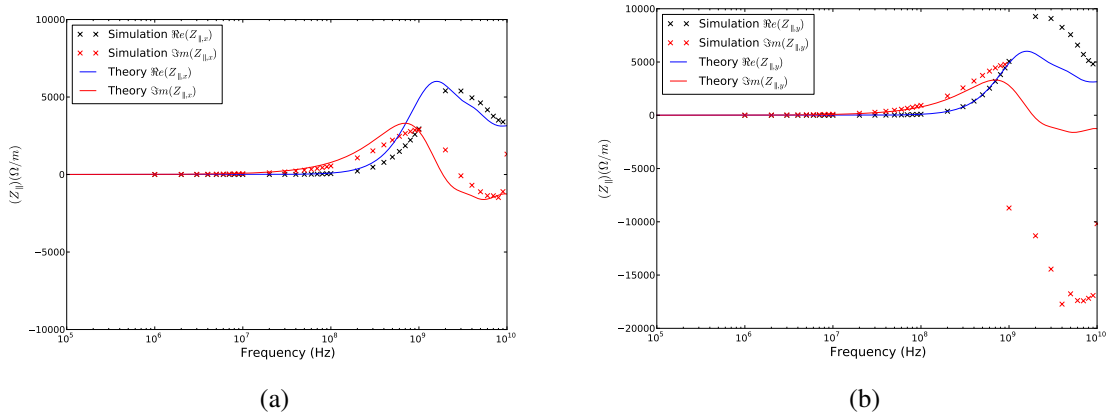 (a)
10000
5000
0
−5000
−10000
(Z∥)(Ω/m)
10^5 10^6 10^7 10^8 10^9 10^10
Frequency (Hz)
Simulation ℜe(Z∥,x)
Simulation ℑm(Z∥,x)
Theory ℜe(Z∥,x)
Theory ℑm(Z∥,x)
(b)
10000
5000
0
−5000
−10000
−15000
−20000
(Z∥)(Ω/m)
10^5 10^6 10^7 10^8 10^9 10^10
Frequency (Hz)
Simulation ℜe(Z∥,y)
Simulation ℑm(Z∥,y)
Theory ℜe(Z∥,y)
Theory ℑm(Z∥,y)